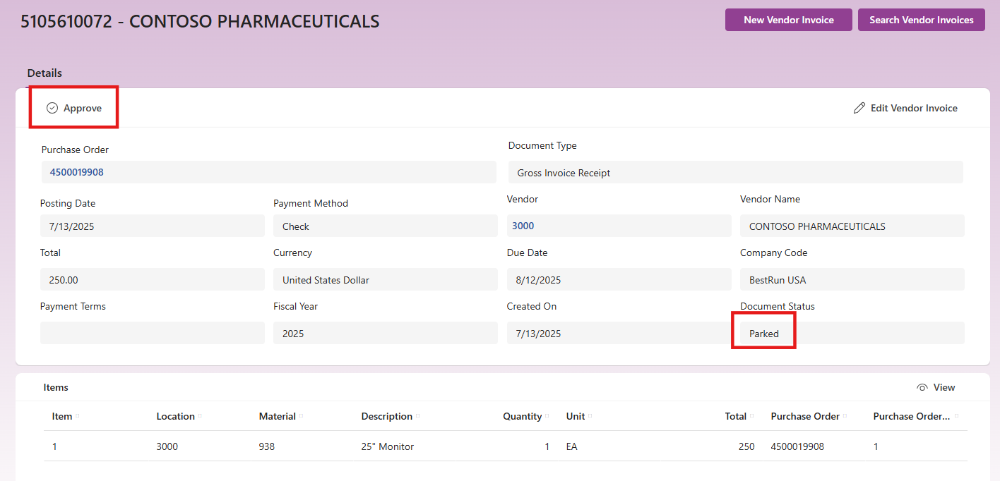 5105610072 - CONTOSO PHARMACEUTICALS
New Vendor Invoice
Search Vendor Invoices
Details
Approve
Edit Vendor Invoice
Purchase Order
Document Type
4500019908
Gross Invoice Receipt
Posting Date
Payment Method
Vendor
Vendor Name
7/13/2025
Check
3000
CONTOSO PHARMACEUTICALS
Total
Currency
Due Date
Company Code
250.00
United States Dollar
8/12/2025
BestRun USA
Payment Terms
Fiscal Year
Created On
Document Status
2025
7/13/2025
Parked
Items
View
Item Location Material Description Quantity Unit Total Purchase Order Purchase Order...
1 3000 938 25" Monitor 1 EA 250 4500019908 1